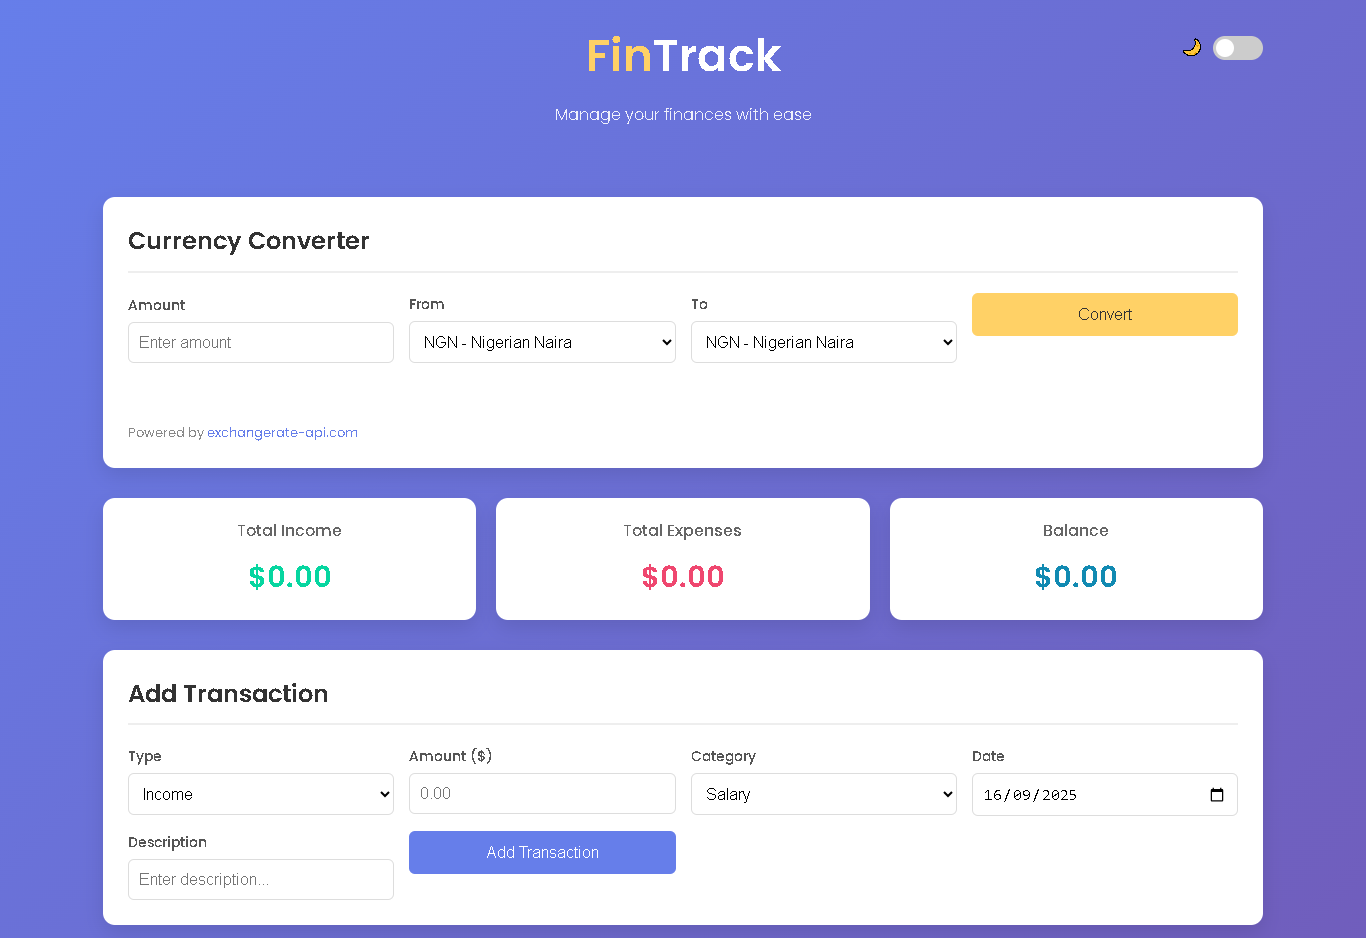 FinTrack
Manage your finances with ease
Currency Converter
Amount
From
To
Convert
Enter amount
NGN - Nigerian Naira
NGN - Nigerian Naira
Powered by exchangerate-api.com
Total Income
Total Expenses
Balance
$0.00
$0.00
$0.00
Add Transaction
Type
Amount ($)
Category
Date
Income
0.00
Salary
16/09/2025
Description
Add Transaction
Enter description...